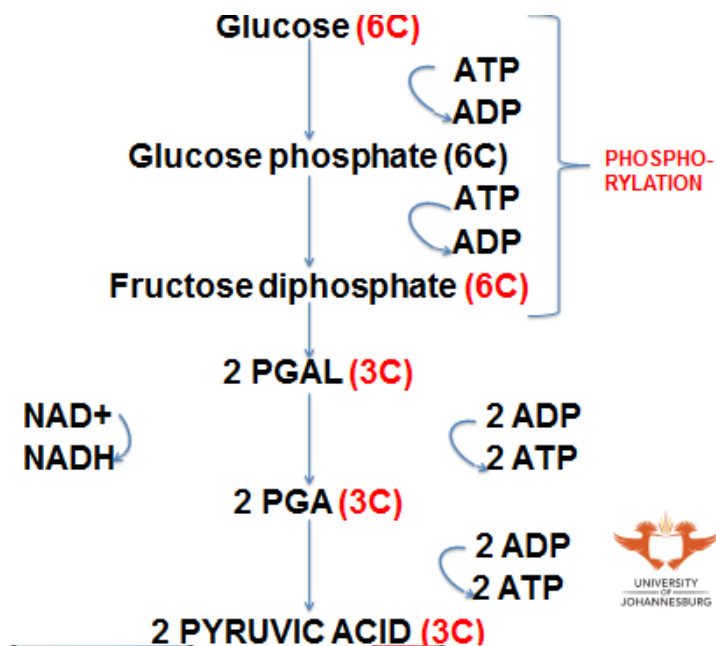 Glucose (6C)
ATP
ADP
Glucose phosphate (6C)
PHOSPHO-
RYLATION
ATP
ADP
Fructose diphosphate (6C)
2 PGAL (3C)
NAD+
NADH
2 ADP
2 ATP
2 PGA (3C)
2 ADP
2 ATP
UNIVERSITY
OF
JOHANNESBURG
2 PYRUVIC ACID (3C)